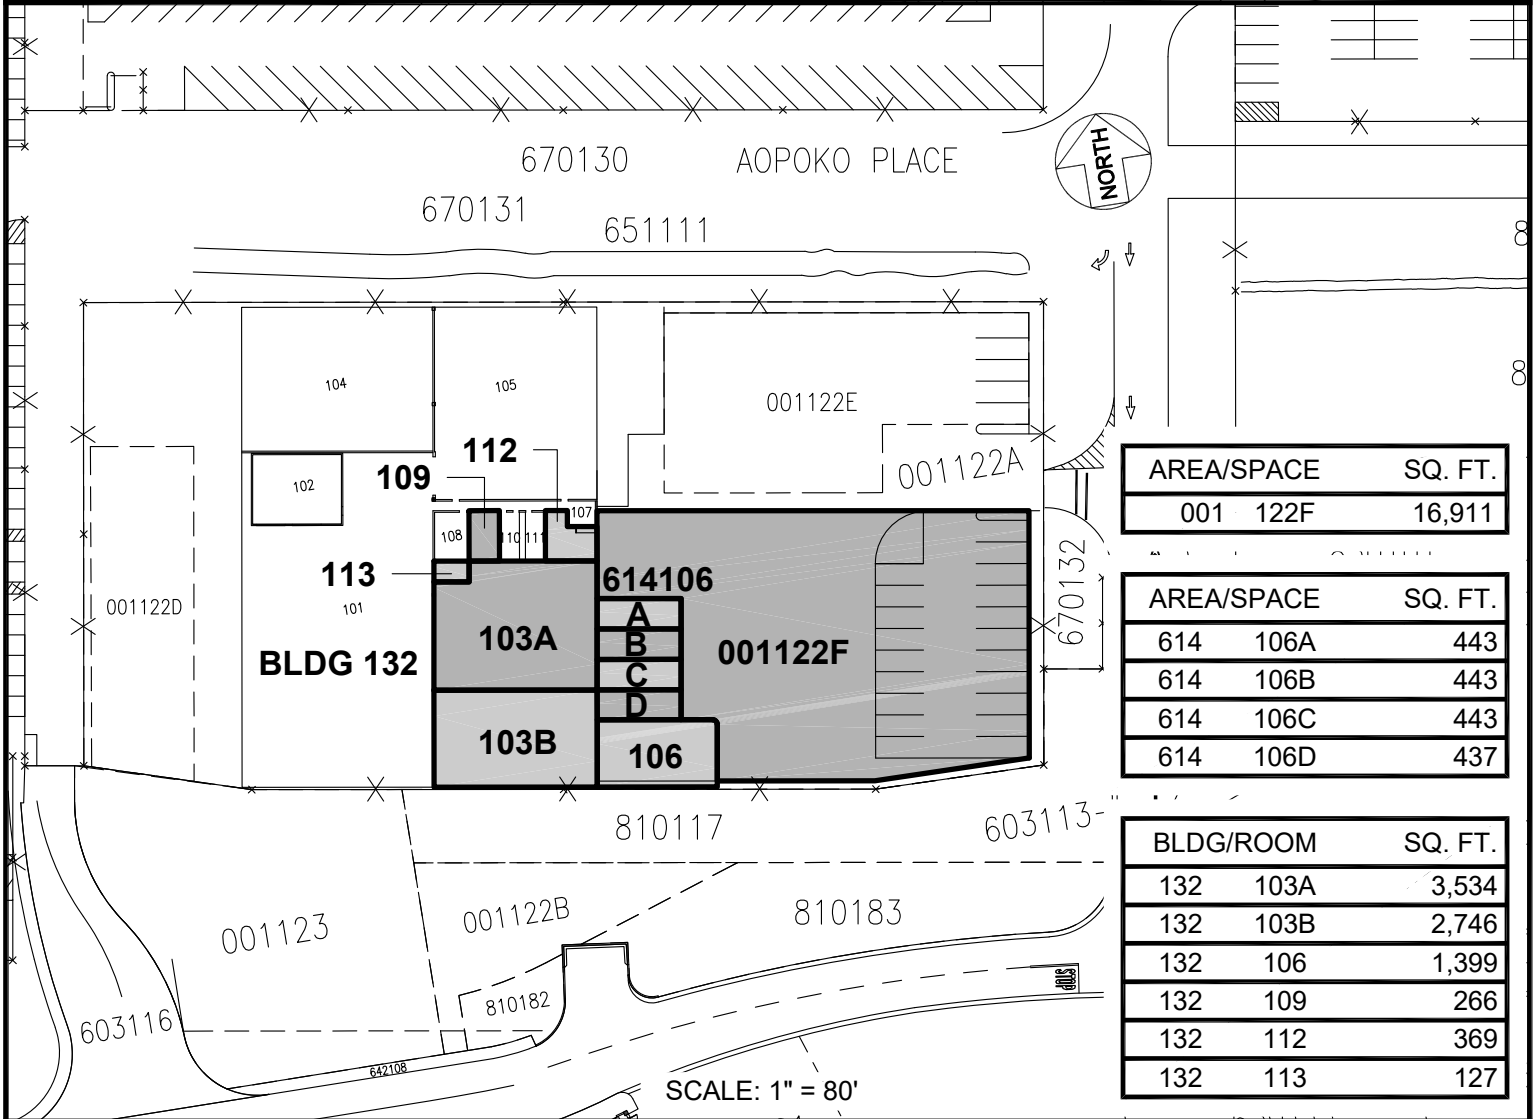 670130 AOPOKO PLACE
NORTH
670131
651111
8
104
105
001122E
8
112
109
102
001122A
AREA/SPACE SQ. FT.
001 122F 16,911
107
108
110
111
113
614106
670132
101
001122D
A
103A
B
001122F
BLDG 132
C
D
103B
106
AREA/SPACE SQ. FT.
614 106A 443
614 106B 443
614 106C 443
614 106D 437
810117
603113-
BLDG/ROOM SQ. FT.
132 103A 3,534
132 103B 2,746
132 106 1,399
132 109 266
132 112 369
132 113 127
001123
001122B
810183
STOP
810182
603116
642108
SCALE: 1" = 80'